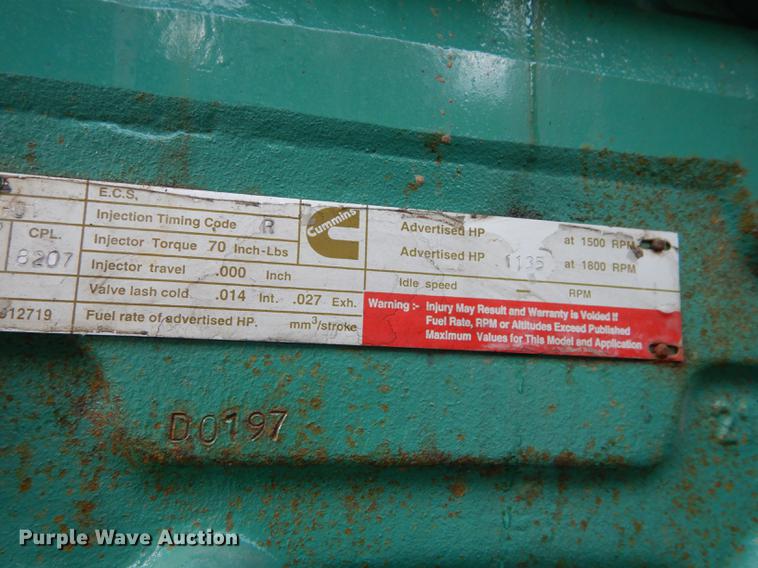 E.C.S,
Injection Timing Code R
CPL.
8207
Injector Torque 70 Inch-Lbs
Injector travel .000 Inch
Valve lash cold .014 Int. .027 Exh.
312719
Fuel rate of advertised HP. mm³/stroke
Cummins
Advertised HP at 1500 RPM
Advertised HP 1135 at 1800 RPM
Idle speed – RPM
Warning :- Injury May Result and Warranty is Voided If
Fuel Rate, RPM or Altitudes Exceed Published
Maximum Values for This Model and Application
D0197
2
Purple Wave Auction